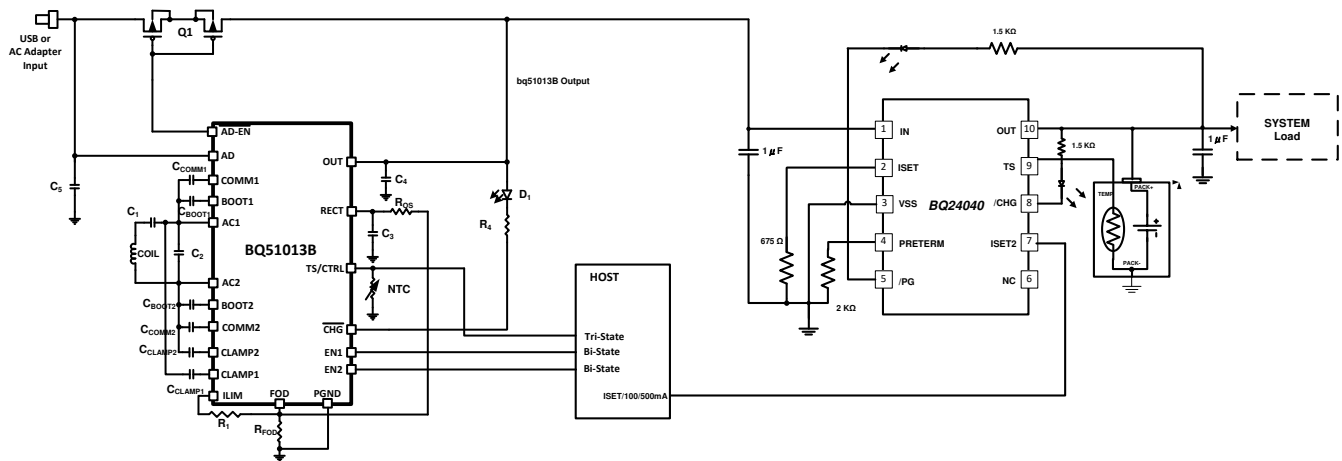 USB or
AC Adapter
Input
Q1
bq51013B Output
AD-EN
AD
COMM1
BOOT1
AC1
AC2
BOOT2
COMM2
CLAMP2
CLAMP1
ILIM
FOD
PGND
BQ51013B
OUT
RECT
TS/CTRL
CHG
EN1
EN2
C5
CCOMM1
CBOOT1
C1
COIL
C2
CBOOT2
CCOMM2
CCLAMP2
CCLAMP1
R1
RFOD
C4
D1
R4
ROS
C3
NTC
HOST
Tri-State
Bi-State
Bi-State
ISET/100/500mA
1 μF
675 Ω
2 KΩ
1.5 KΩ
BQ24040
1 IN
2 ISET
3 VSS
4 PRETERM
5 /PG
OUT 10
TS 9
/CHG 8
ISET2 7
NC 6
1.5 KΩ
TEMP
PACK+
PACK-
+
-
1 μF
SYSTEM
Load